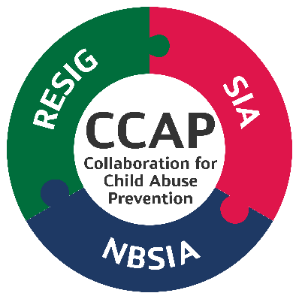 RESIG
SIA
CCAP
Collaboration for
Child Abuse
Prevention
NBSIA